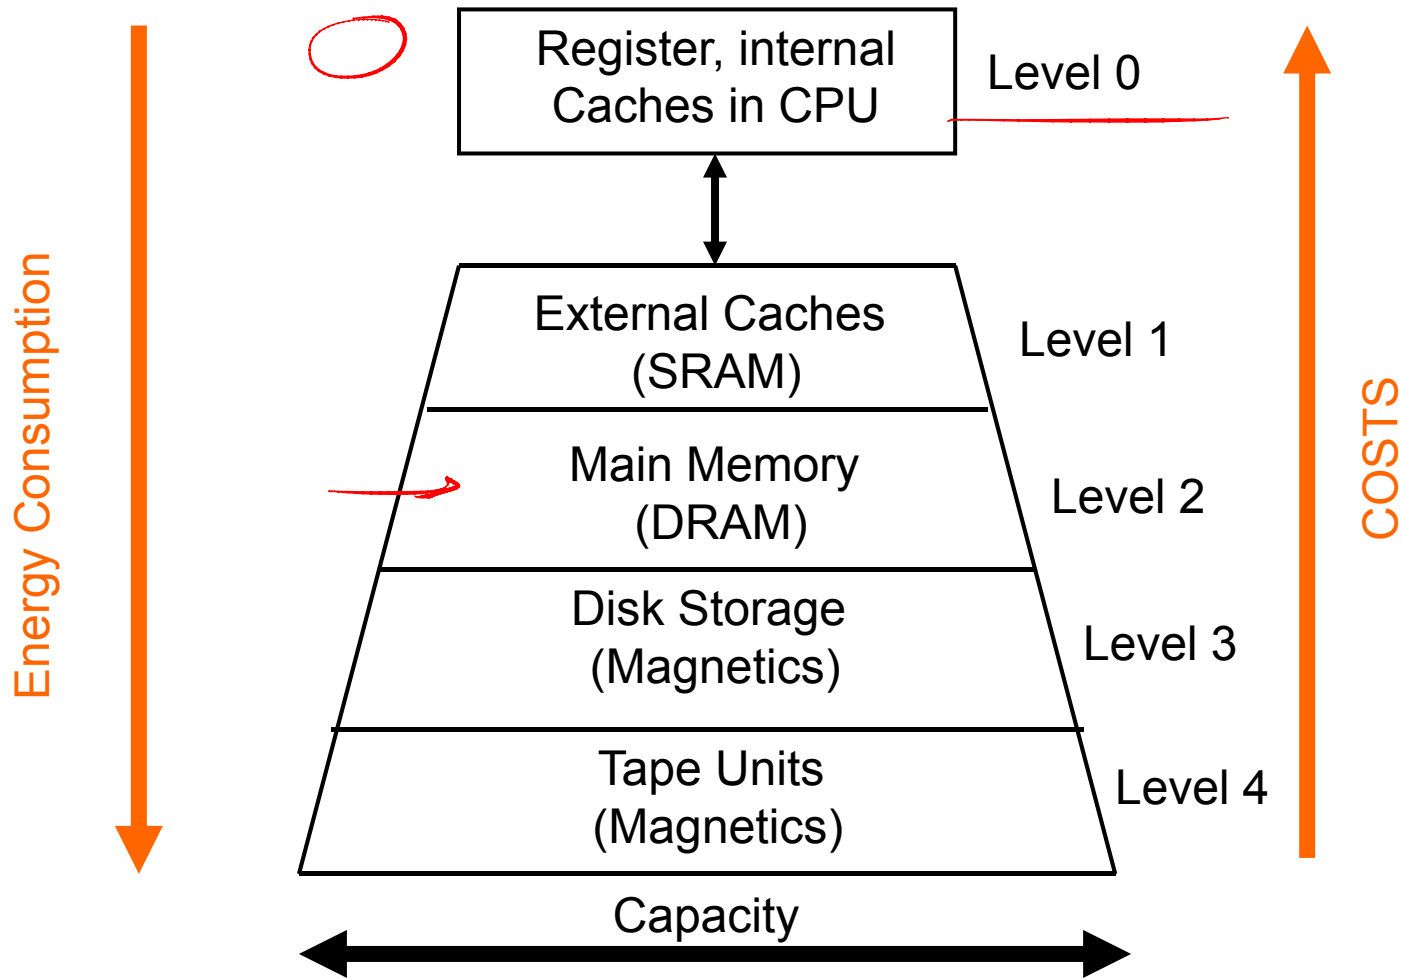 Register, internal
Caches in CPU
Level 0
External Caches
(SRAM)
Level 1
Main Memory
(DRAM)
Level 2
Disk Storage
(Magnetics)
Level 3
Tape Units
(Magnetics)
Level 4
Capacity
Energy Consumption
COSTS